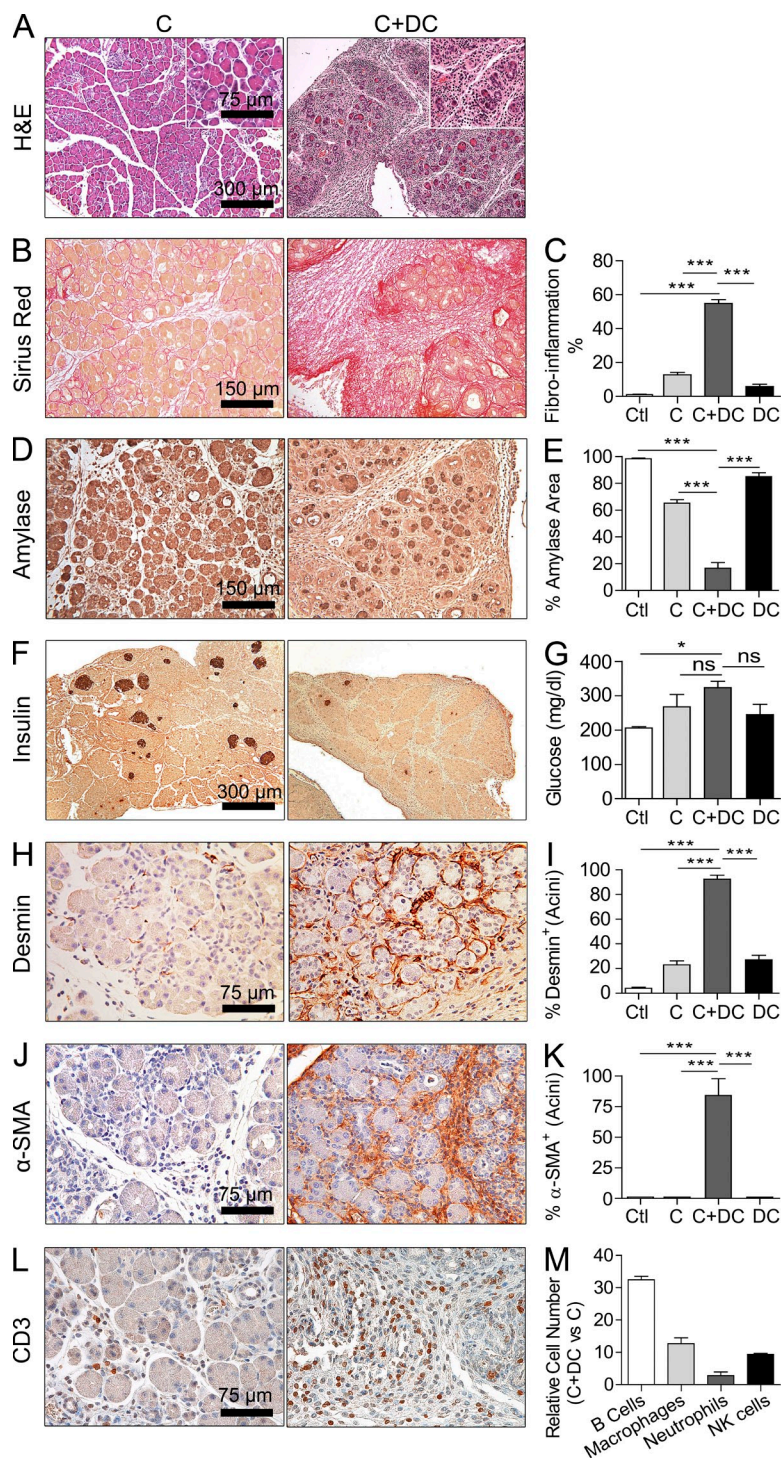 C
C+DC
A
H&E
75 µm
300 µm
B
Sirius Red
150 µm
C
Fibro-inflammation
%
80
60
40
20
0
***
***
***
Ctl C C+DC DC
D
Amylase
150 µm
E
% Amylase Area
100
80
60
40
20
0
***
***
***
Ctl C C+DC DC
F
Insulin
300 µm
G
Glucose (mg/dl)
400
300
200
100
0
*
ns
ns
Ctl C C+DC DC
H
Desmin
75 µm
I
% Desmin⁺ (Acini)
100
80
60
40
20
0
***
***
***
Ctl C C+DC DC
J
α-SMA
75 µm
K
% α-SMA⁺ (Acini)
100
75
50
25
0
***
***
***
Ctl C C+DC DC
L
CD3
75 µm
M
Relative Cell Number
(C+DC vs C)
40
30
20
10
0
B Cells
Macrophages
Neutrophils
NK cells